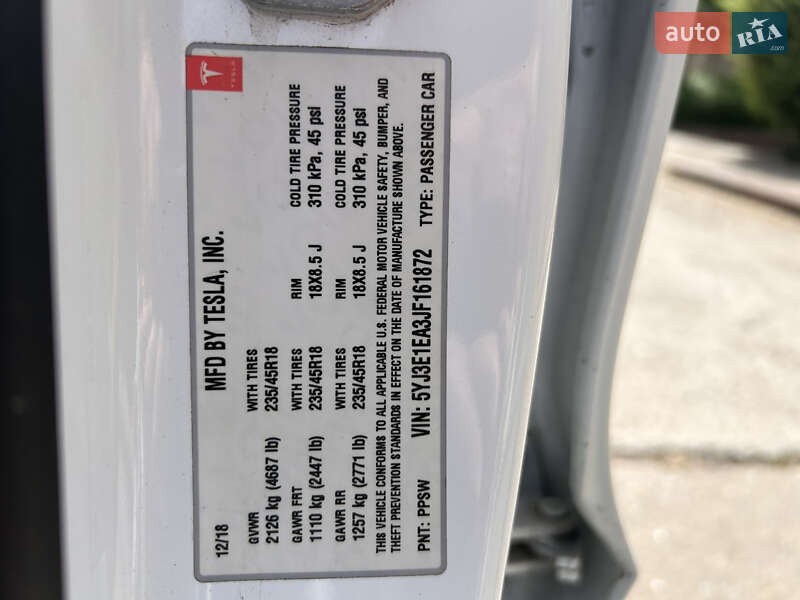 auto RIA.com
TESLA
MFD BY TESLA, INC.
12/18
GVWR WITH TIRES RIM COLD TIRE PRESSURE
2126 kg (4687 lb) 235/45R18
GAWR FRT WITH TIRES RIM COLD TIRE PRESSURE
1110 kg (2447 lb) 235/45R18 18X8.5 J 310 kPa, 45 psi
GAWR RR WITH TIRES RIM COLD TIRE PRESSURE
1257 kg (2771 lb) 235/45R18 18X8.5 J 310 kPa, 45 psi
THIS VEHICLE CONFORMS TO ALL APPLICABLE U.S. FEDERAL MOTOR VEHICLE SAFETY, BUMPER, AND
THEFT PREVENTION STANDARDS IN EFFECT ON THE DATE OF MANUFACTURE SHOWN ABOVE.
PNT: PPSW VIN: 5YJ3E1EA3JF161872 TYPE: PASSENGER CAR